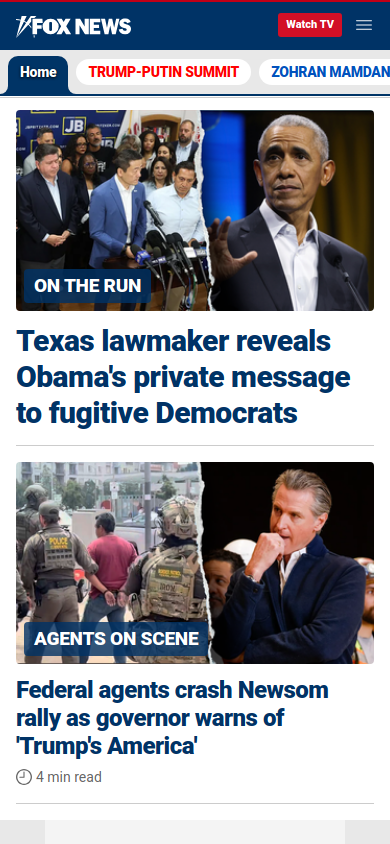 FOX NEWS
Watch TV
Home
TRUMP-PUTIN SUMMIT
ZOHRAN MAMDAN
JB
JB
ON THE RUN
Texas lawmaker reveals
Obama's private message
to fugitive Democrats
POLICE
AGENTS ON SCENE
Federal agents crash Newsom
rally as governor warns of
'Trump's America'
4 min read